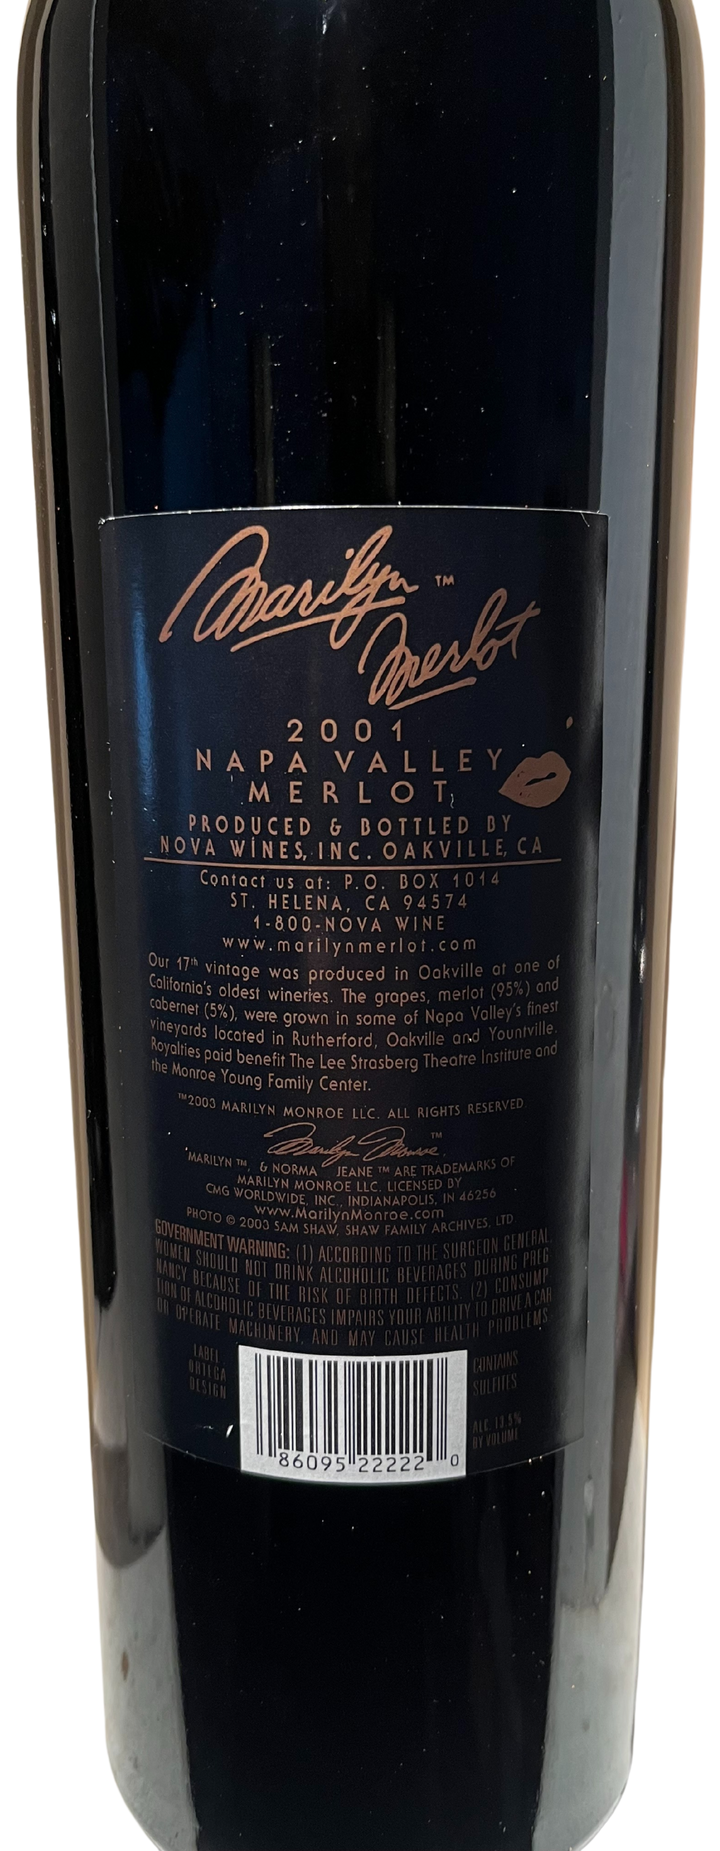 Marilyn ™
Merlot
2001
NAPA VALLEY
MERLOT
PRODUCED & BOTTLED BY
NOVA WINES, INC. OAKVILLE, CA
Contact us at: P.O. BOX 1014
ST. HELENA, CA 94574
1-800-NOVA WINE
www.marilynmerlot.com
Our 17th vintage was produced in Oakville at one of
California's oldest wineries. The grapes, merlot (95%) and
cabernet (5%), were grown in some of Napa Valley's finest
vineyards located in Rutherford, Oakville and Yountville.
Royalties paid benefit The Lee Strasberg Theatre Institute and
the Monroe Young Family Center.
™2003 MARILYN MONROE LLC. ALL RIGHTS RESERVED.
Marilyn Monroe ™
MARILYN ™, & NORMA JEANE ™ ARE TRADEMARKS OF
MARILYN MONROE LLC. LICENSED BY
CMG WORLDWIDE, INC., INDIANAPOLIS, IN 46256
www.MarilynMonroe.com
PHOTO © 2003 SAM SHAW, SHAW FAMILY ARCHIVES, LTD.
GOVERNMENT WARNING: (1) ACCORDING TO THE SURGEON GENERAL,
WOMEN SHOULD NOT DRINK ALCOHOLIC BEVERAGES DURING PREG
NANCY BECAUSE OF THE RISK OF BIRTH DEFECTS. (2) CONSUMP
TION OF ALCOHOLIC BEVERAGES IMPAIRS YOUR ABILITY TO DRIVE A CAR
OR OPERATE MACHINERY, AND MAY CAUSE HEALTH PROBLEMS.
LABEL
ORTEGA
DESIGN
CONTAINS
SULFITES
ALC. 13.5%
BY VOLUME
86095 22222 0